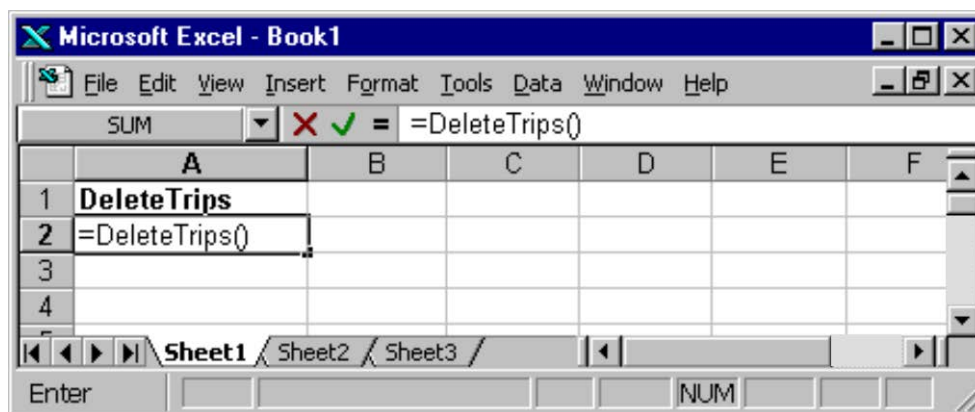 Microsoft Excel - Book1
File Edit View Insert Format Tools Data Window Help
SUM = =DeleteTrips()
A B C D E F
1 DeleteTrips
2 =DeleteTrips()
3
4
Sheet1 Sheet2 Sheet3
Enter NUM